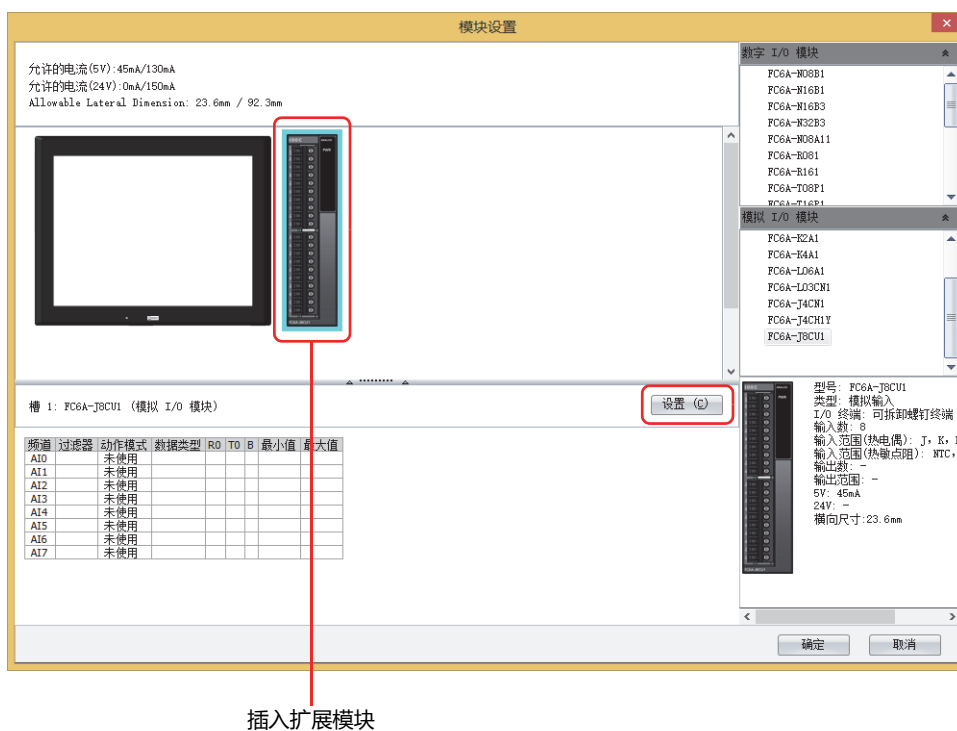 模块设置
允许的电流(5V):45mA/130mA
允许的电流(24V):0mA/150mA
Allowable Lateral Dimension: 23.6mm / 92.3mm
数字 I/O 模块
FC6A-N08B1
FC6A-N16B1
FC6A-N16B3
FC6A-N32B3
FC6A-N08A11
FC6A-R081
FC6A-R161
FC6A-T08P1
FC6A-T16P1
模拟 I/O 模块
FC6A-K2A1
FC6A-K4A1
FC6A-L06A1
FC6A-L03CN1
FC6A-J4CN1
FC6A-J4CH1Y
FC6A-J8CU1
槽 1: FC6A-J8CU1 (模拟 I/O 模块)
设置 (C)
频道 过滤器 动作模式 数据类型 R0 T0 B 最小值 最大值
AI0 未使用
AI1 未使用
AI2 未使用
AI3 未使用
AI4 未使用
AI5 未使用
AI6 未使用
AI7 未使用
型号: FC6A-J8CU1
类型: 模拟输入
I/O 终端: 可拆卸螺钉终端
输入数: 8
输入范围(热电偶): J, K,
输入范围(热敏点阻): NTC,
输出数: -
输出范围: -
5V: 45mA
24V: -
横向尺寸:23.6mm
确定
取消
插入扩展模块